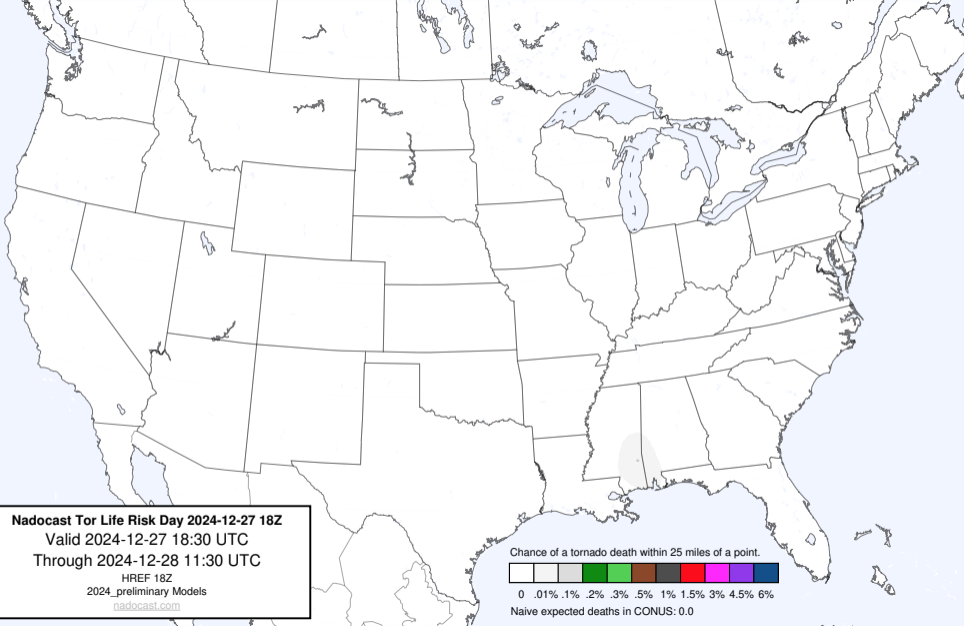 Nadocast Tor Life Risk Day 2024-12-27 18Z
Valid 2024-12-27 18:30 UTC
Through 2024-12-28 11:30 UTC
HREF 18Z
2024_preliminary Models
nadocast.com
Chance of a tornado death within 25 miles of a point.
0 .01% .1% .2% .3% .5% 1% 1.5% 3% 4.5% 6%
Naive expected deaths in CONUS: 0.0